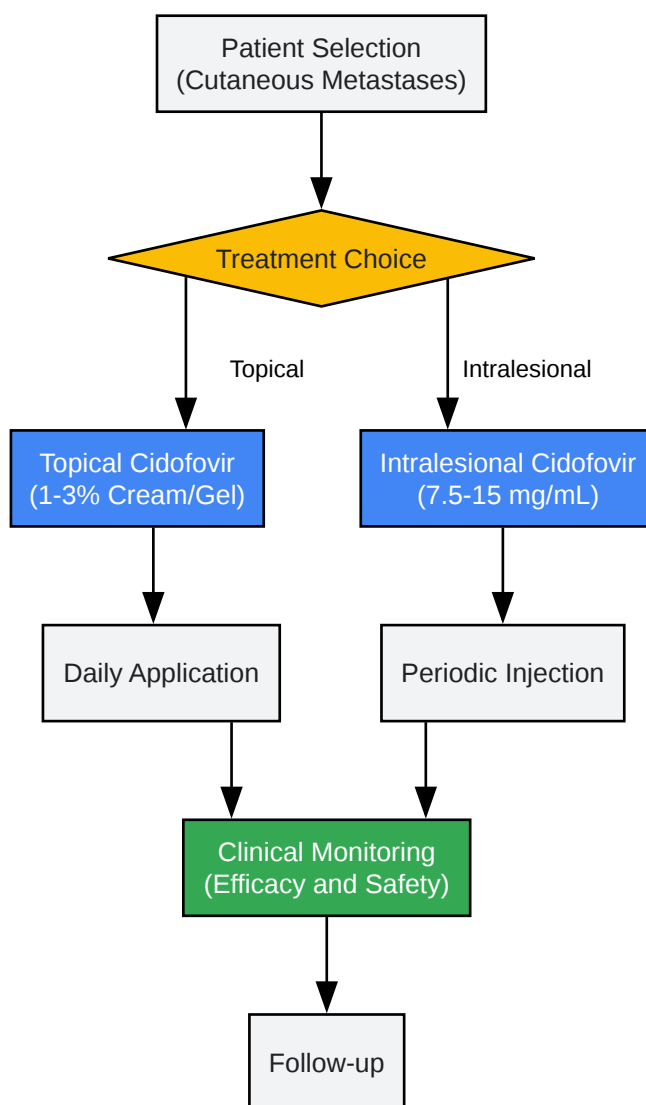 Patient Selection
(Cutaneous Metastases)
Treatment Choice
Topical
Intralesional
Topical Cidofovir
(1-3% Cream/Gel)
Intralesional Cidofovir
(7.5-15 mg/mL)
Daily Application
Periodic Injection
Clinical Monitoring
(Efficacy and Safety)
Follow-up